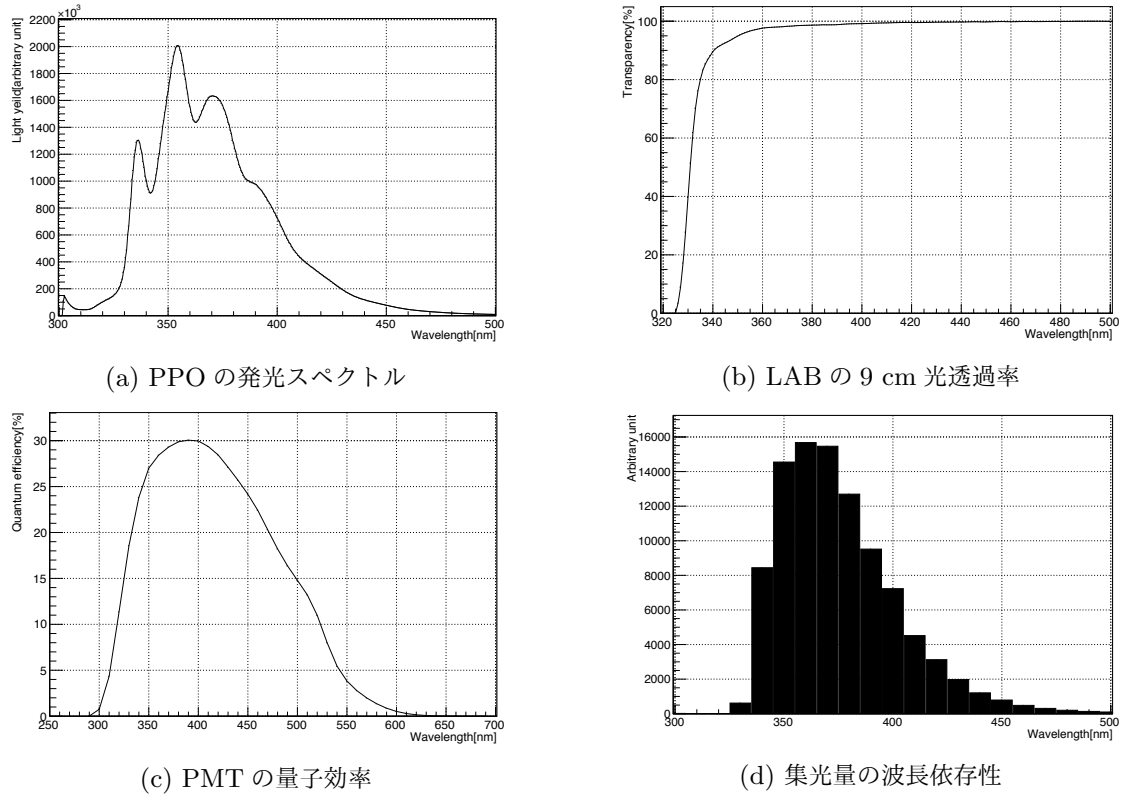 ×10³
2200
2000
1800
1600
1400
1200
1000
800
600
400
200
0
Light yeild[arbitrary unit]
300 350 400 450 500
Wavelength[nm]
(a) PPO の発光スペクトル
100
80
60
40
20
0
Transparency[%]
320 340 360 380 400 420 440 460 480 500
Wavelength[nm]
(b) LAB の 9 cm 光透過率
30
25
20
15
10
5
0
Quantum efficiency[%]
250 300 350 400 450 500 550 600 650 700
Wavelength[nm]
(c) PMT の量子効率
16000
14000
12000
10000
8000
6000
4000
2000
0
Arbitrary unit
300 350 400 450 500
Wavelength[nm]
(d) 集光量の波長依存性